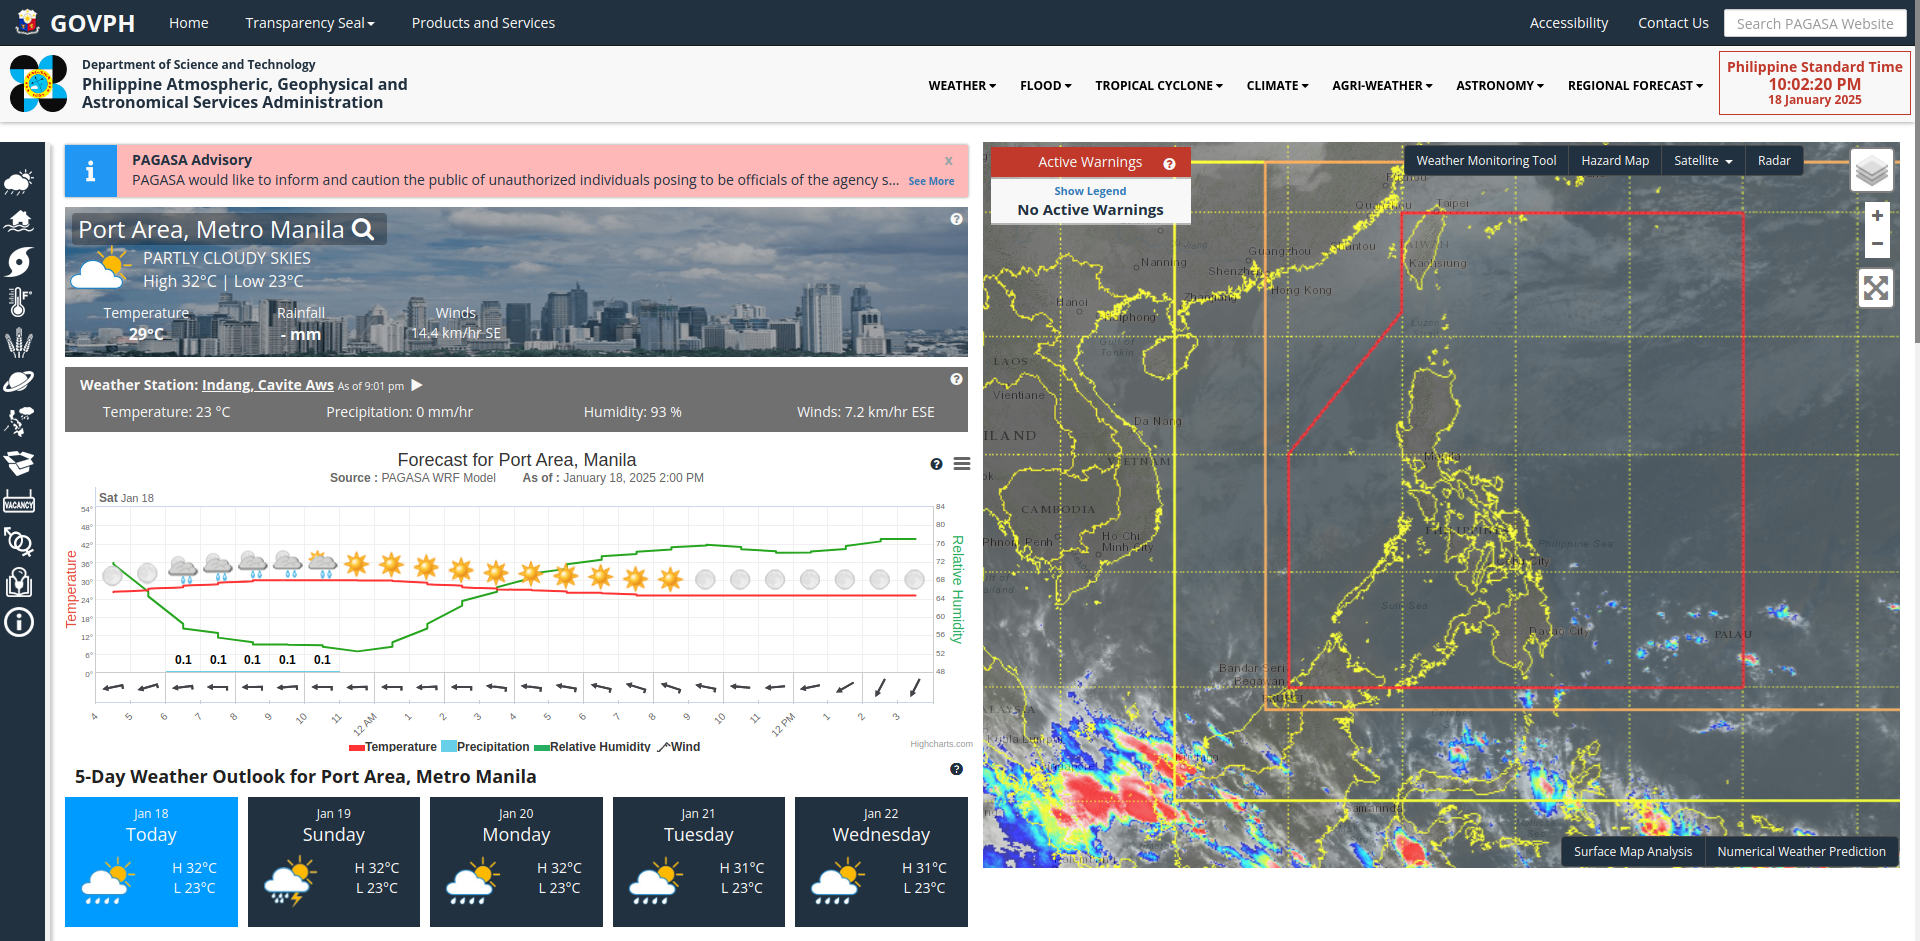 GOVPH
Home
Transparency Seal
Products and Services
Accessibility
Contact Us
Search PAGASA Website
Department of Science and Technology
Philippine Atmospheric, Geophysical and
Astronomical Services Administration
WEATHER
FLOOD
TROPICAL CYCLONE
CLIMATE
AGRI-WEATHER
ASTRONOMY
REGIONAL FORECAST
Philippine Standard Time
10:02:20 PM
18 January 2025
PAGASA Advisory
x
PAGASA would like to inform and caution the public of unauthorized individuals posing to be officials of the agency s... See More
Port Area, Metro Manila
PARTLY CLOUDY SKIES
High 32°C | Low 23°C
Temperature
Rainfall
Winds
29°C
- mm
14.4 km/hr SE
Weather Station: Indang, Cavite Aws As of 9:01 pm
Temperature: 23 °C
Precipitation: 0 mm/hr
Humidity: 93 %
Winds: 7.2 km/hr ESE
Forecast for Port Area, Manila
Source : PAGASA WRF Model As of : January 18, 2025 2:00 PM
Sat Jan 18
Temperature
54°
48°
42°
36°
30°
24°
18°
12°
6°
0°
84
80
76
72
68
64
60
56
52
48
Relative Humidity
0.1 0.1 0.1 0.1 0.1
4 5 6 7 8 9 10 11 12 AM 1 2 3 4 5 6 7 8 9 10 11 12 PM 1 2 3
Temperature Precipitation Relative Humidity Wind
Highcharts.com
5-Day Weather Outlook for Port Area, Metro Manila
Jan 18
Today
H 32°C
L 23°C
Jan 19
Sunday
H 32°C
L 23°C
Jan 20
Monday
H 32°C
L 23°C
Jan 21
Tuesday
H 31°C
L 23°C
Jan 22
Wednesday
H 31°C
L 23°C
VACANCY
Active Warnings
Show Legend
No Active Warnings
Weather Monitoring Tool
Hazard Map
Satellite
Radar
+
−
Taipei
Guangzhou
Nanning
Shenzhen
Kaohsiung
Hong Kong
Hanoi
Gulf of
Tonkin
LAOS
Vientiane
Da Nang
VIETNAM
CAMBODIA
Phnom Penh
Ho Chi
Minh City
Philippine Sea
Sulu Sea
Davao City
PALAU
Bandar Seri
Begawan
Samarinda
Surface Map Analysis
Numerical Weather Prediction